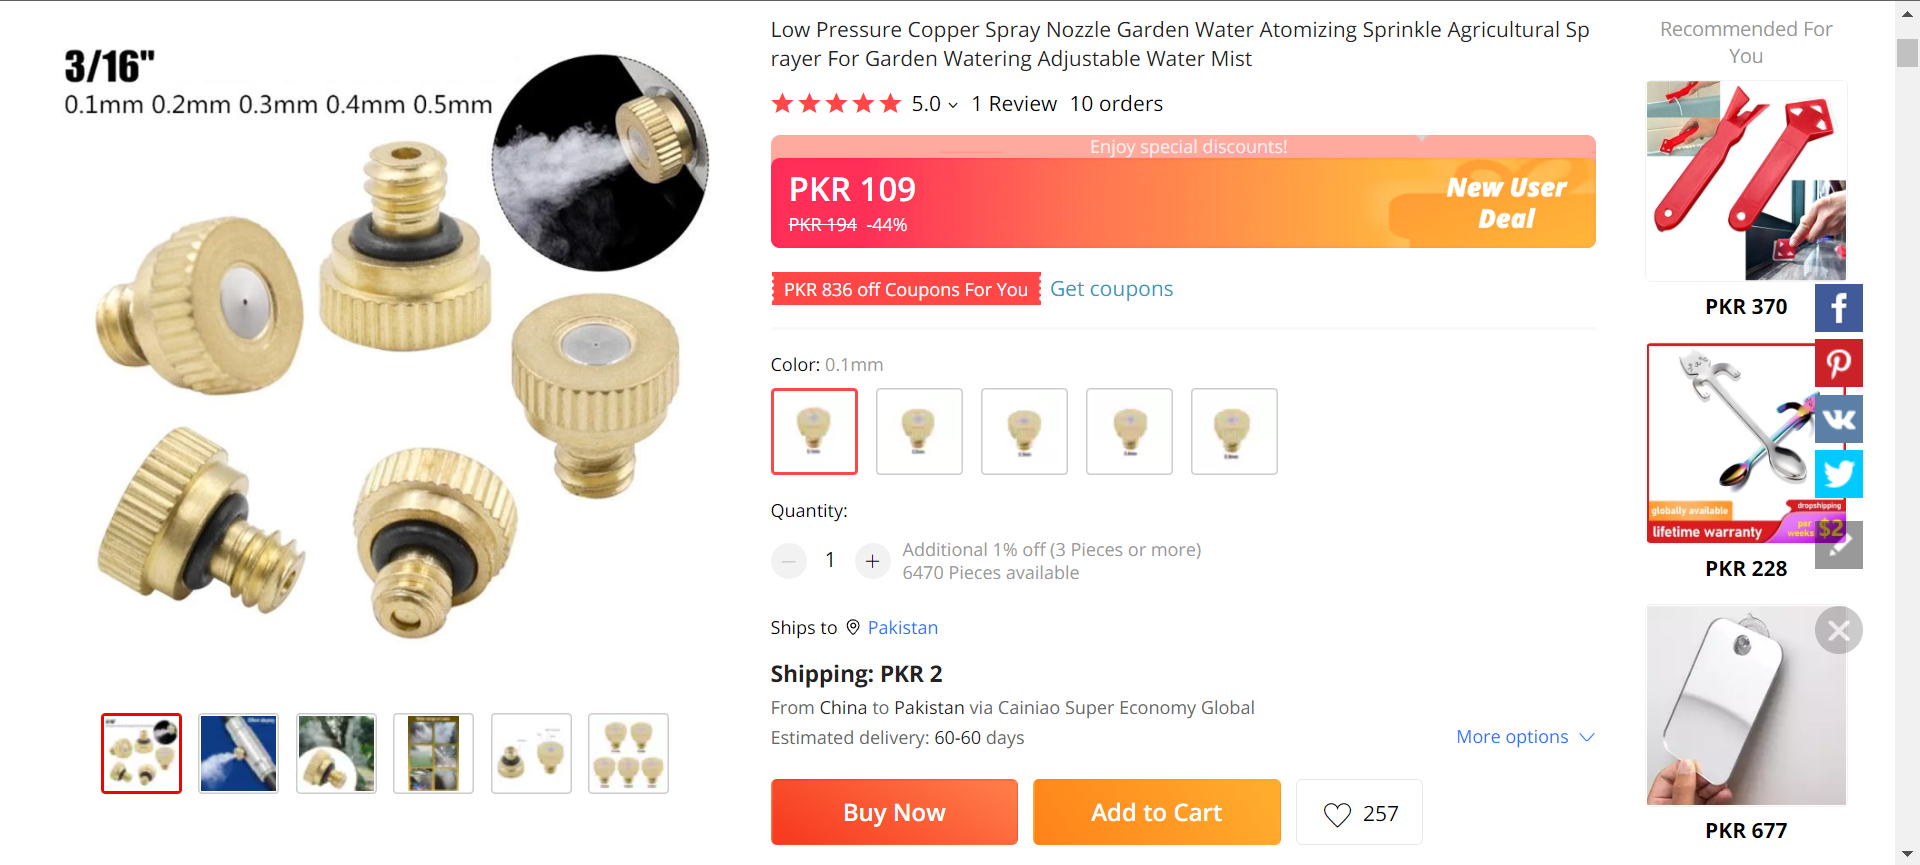 3/16"
0.1mm 0.2mm 0.3mm 0.4mm 0.5mm
Low Pressure Copper Spray Nozzle Garden Water Atomizing Sprinkle Agricultural Sp
rayer For Garden Watering Adjustable Water Mist
5.0
1 Review
10 orders
Enjoy special discounts!
PKR 109
PKR 194 -44%
New User
Deal
PKR 836 off Coupons For You
Get coupons
Color: 0.1mm
Quantity:
1
Additional 1% off (3 Pieces or more)
6470 Pieces available
Ships to Pakistan
Shipping: PKR 2
From China to Pakistan via Cainiao Super Economy Global
Estimated delivery: 60-60 days
More options
Buy Now
Add to Cart
257
Recommended For
You
PKR 370
globally available
lifetime warranty
dropshipping
per
weeks
$2
PKR 228
PKR 677